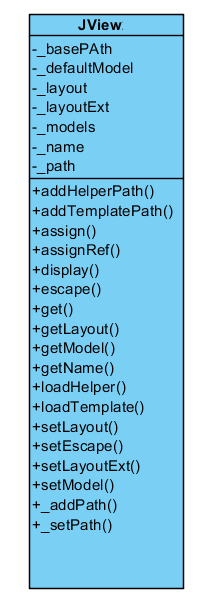 JView
-_basePAth
-_defaultModel
-_layout
-_layoutExt
-_models
-_name
-_path
+addHelperPath()
+addTemplatePath()
+assign()
+assignRef()
+display()
+escape()
+get()
+getLayout()
+getModel()
+getName()
+loadHelper()
+loadTemplate()
+setLayout()
+setEscape()
+setLayoutExt()
+setModel()
+_addPath()
+_setPath()